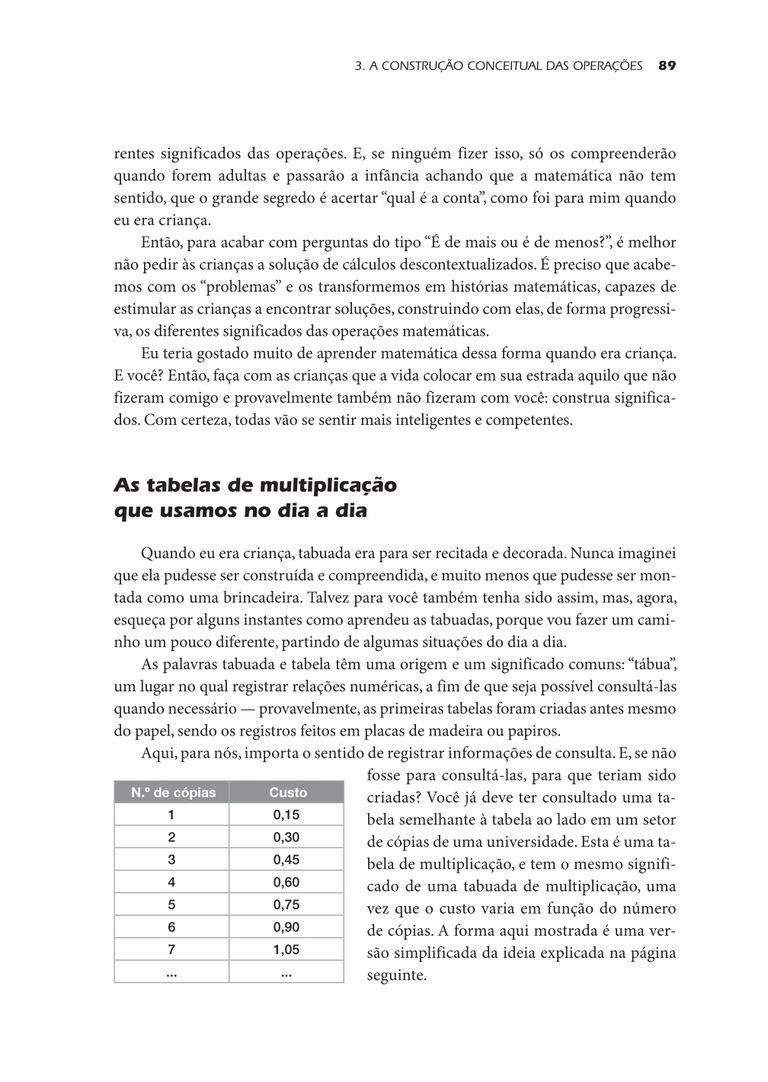 3. A CONSTRUÇÃO CONCEITUAL DAS OPERAÇÕES 89
rentes significados das operações. E, se ninguém fizer isso, só os compreenderão
quando forem adultas e passarão a infância achando que a matemática não tem
sentido, que o grande segredo é acertar “qual é a conta”, como foi para mim quando
eu era criança.
Então, para acabar com perguntas do tipo “É de mais ou é de menos?”, é melhor
não pedir às crianças a solução de cálculos descontextualizados. É preciso que acabe-
mos com os “problemas” e os transformemos em histórias matemáticas, capazes de
estimular as crianças a encontrar soluções, construindo com elas, de forma progressi-
va, os diferentes significados das operações matemáticas.
Eu teria gostado muito de aprender matemática dessa forma quando era criança.
E você? Então, faça com as crianças que a vida colocar em sua estrada aquilo que não
fizeram comigo e provavelmente também não fizeram com você: construa significa-
dos. Com certeza, todas vão se sentir mais inteligentes e competentes.
As tabelas de multiplicação
que usamos no dia a dia
Quando eu era criança, tabuada era para ser recitada e decorada. Nunca imaginei
que ela pudesse ser construída e compreendida, e muito menos que pudesse ser mon-
tada como uma brincadeira. Talvez para você também tenha sido assim, mas, agora,
esqueça por alguns instantes como aprendeu as tabuadas, porque vou fazer um cami-
nho um pouco diferente, partindo de algumas situações do dia a dia.
As palavras tabuada e tabela têm uma origem e um significado comuns: “tábua”,
um lugar no qual registrar relações numéricas, a fim de que seja possível consultá-las
quando necessário — provavelmente, as primeiras tabelas foram criadas antes mesmo
do papel, sendo os registros feitos em placas de madeira ou papiros.
Aqui, para nós, importa o sentido de registrar informações de consulta. E, se não
fosse para consultá-las, para que teriam sido
criadas? Você já deve ter consultado uma ta-
bela semelhante à tabela ao lado em um setor
de cópias de uma universidade. Esta é uma ta-
bela de multiplicação, e tem o mesmo signifi-
cado de uma tabuada de multiplicação, uma
vez que o custo varia em função do número
de cópias. A forma aqui mostrada é uma ver-
são simplificada da ideia explicada na página
seguinte.
N.º de cópias Custo
1 0,15
2 0,30
3 0,45
4 0,60
5 0,75
6 0,90
7 1,05
... ...